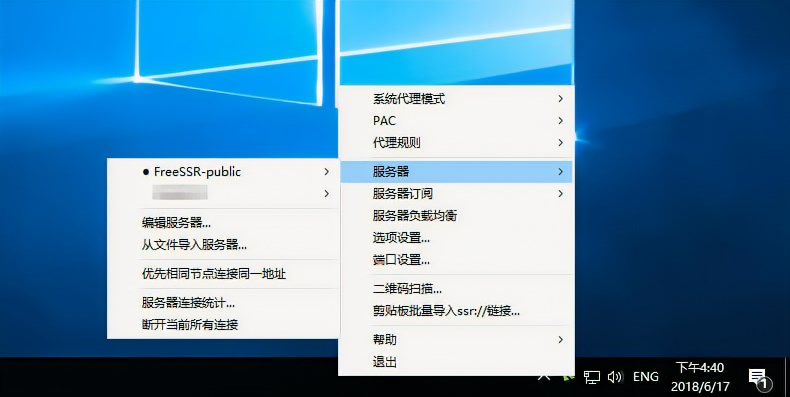 系统代理模式
PAC
代理规则
服务器
服务器订阅
服务器负载均衡
选项设置...
端口设置...
二维码扫描...
剪贴板批量导入ssr://链接...
帮助
退出
FreeSSR-public
编辑服务器...
从文件导入服务器...
优先相同节点连接同一地址
服务器连接统计...
断开当前所有连接
ENG
下午4:40
2018/6/17
1